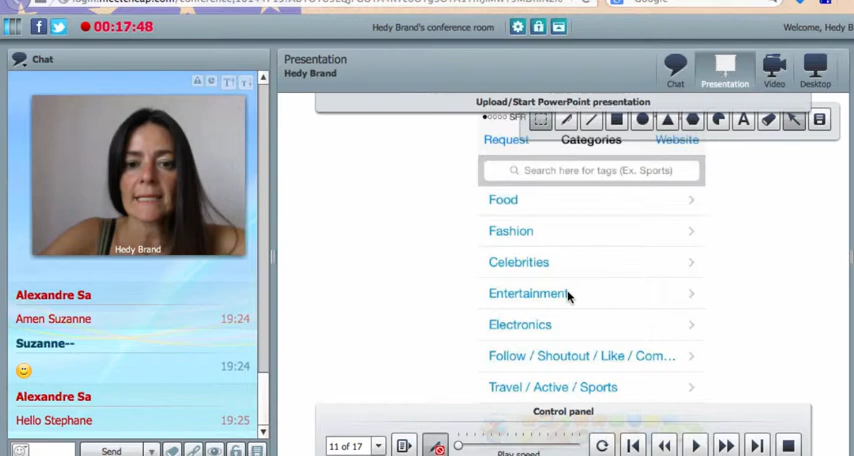 00:17:48
Hedy Brand's conference room
Welcome, Hedy B
Chat
Hedy Brand
Alexandre Sa
Amen Suzanne 19:24
Suzanne--
19:24
Alexandre Sa
Hello Stephane 19:25
Send
Presentation
Hedy Brand
Chat
Presentation
Video
Desktop
Upload/Start PowerPoint presentation
SFR
Request Categories Website
Search here for tags (Ex. Sports)
Food
Fashion
Celebrities
Entertainment
Electronics
Follow / Shoutout / Like / Com...
Travel / Active / Sports
Control panel
11 of 17
Play speed